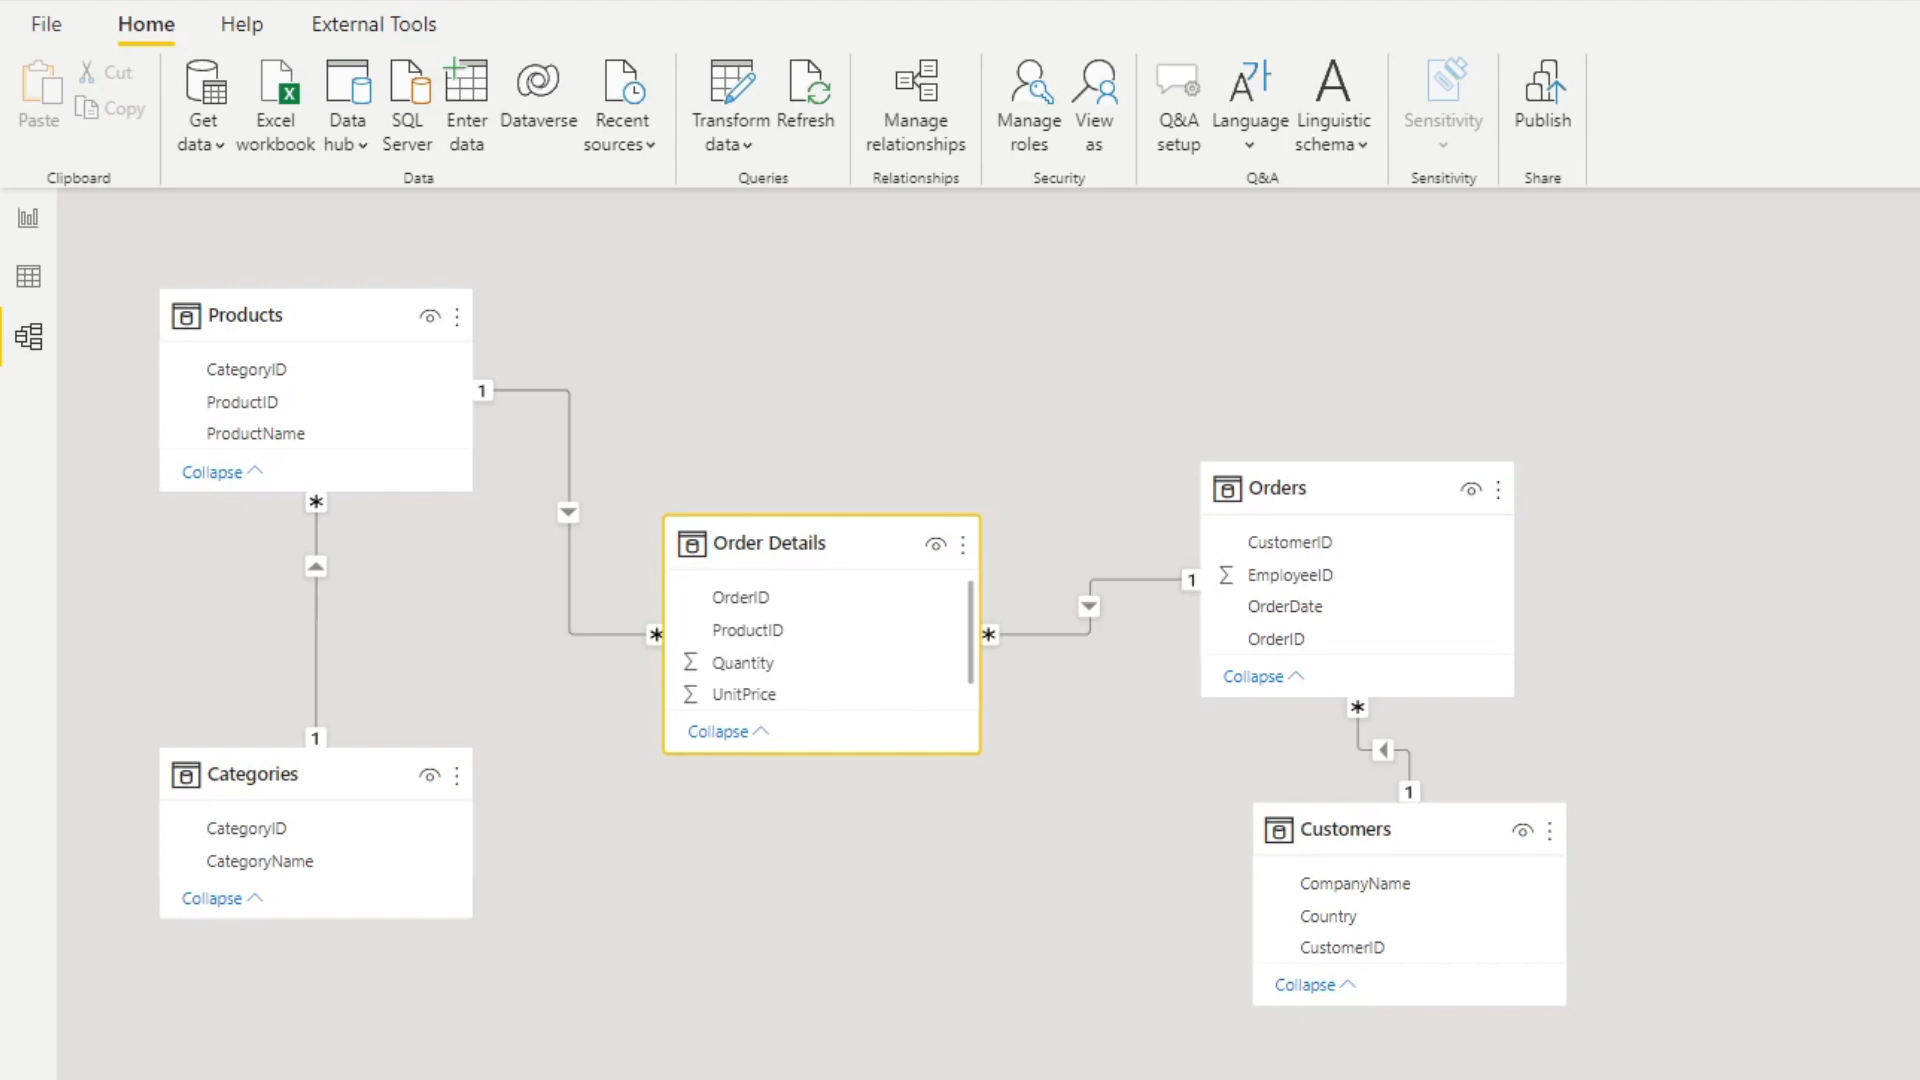 File Home Help External Tools
Paste
Cut
Copy
Get data
Excel workbook
Data hub
SQL Server
Enter data
Dataverse
Recent sources
Transform data
Refresh
Manage relationships
Manage roles
View as
Q&A setup
Language
Linguistic schema
Sensitivity
Publish
Clipboard Data Queries Relationships Security Q&A Sensitivity Share
Products
CategoryID
ProductID
ProductName
Collapse
1
*
*
1
Categories
CategoryID
CategoryName
Collapse
Order Details
OrderID
ProductID
Σ Quantity
Σ UnitPrice
Collapse
*
1
Orders
CustomerID
Σ EmployeeID
OrderDate
OrderID
Collapse
*
1
Customers
CompanyName
Country
CustomerID
Collapse